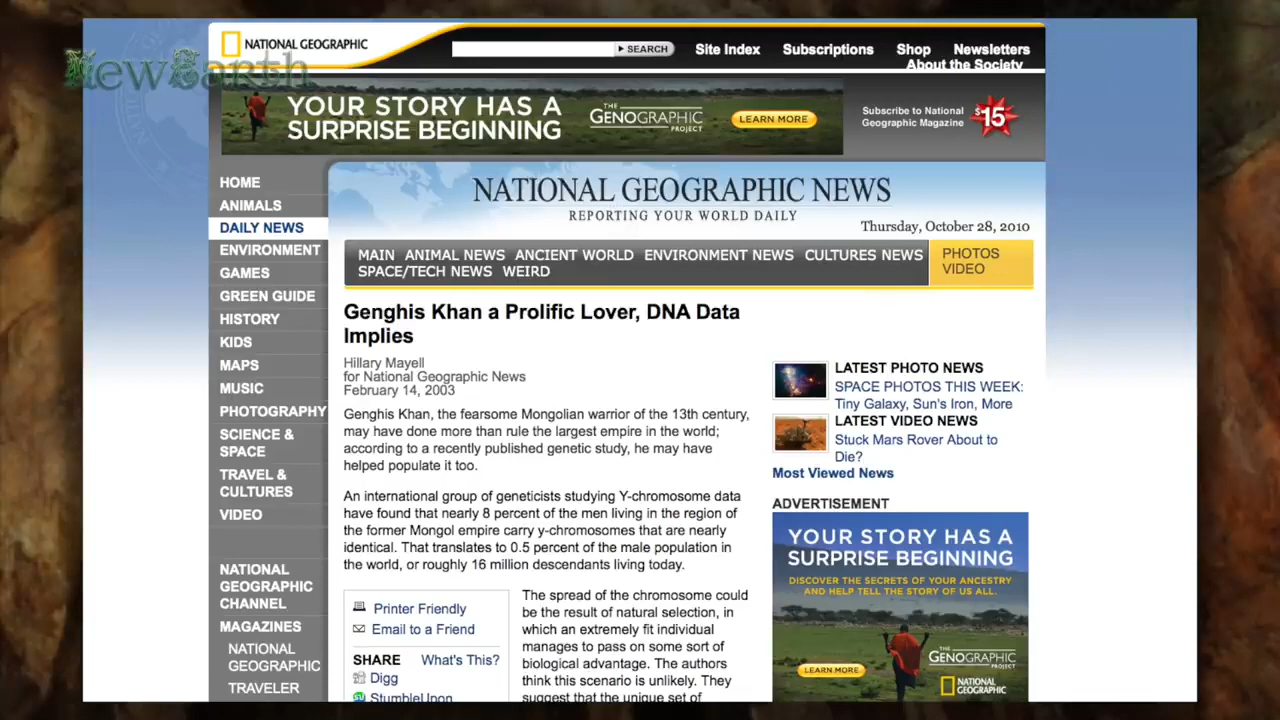 NATIONAL GEOGRAPHIC
SEARCH
Site Index
Subscriptions
Shop
Newsletters
About the Society
NewEarth
YOUR STORY HAS A
SURPRISE BEGINNING
THE
GENOGRAPHIC
PROJECT
LEARN MORE
Subscribe to National
Geographic Magazine
$15
HOME
ANIMALS
DAILY NEWS
ENVIRONMENT
GAMES
GREEN GUIDE
HISTORY
KIDS
MAPS
MUSIC
PHOTOGRAPHY
SCIENCE &
SPACE
TRAVEL &
CULTURES
VIDEO
NATIONAL
GEOGRAPHIC
CHANNEL
MAGAZINES
NATIONAL
GEOGRAPHIC
TRAVELER
NATIONAL GEOGRAPHIC NEWS
REPORTING YOUR WORLD DAILY
Thursday, October 28, 2010
MAIN ANIMAL NEWS ANCIENT WORLD ENVIRONMENT NEWS CULTURES NEWS
SPACE/TECH NEWS WEIRD
PHOTOS
VIDEO
Genghis Khan a Prolific Lover, DNA Data
Implies
Hillary Mayell
for National Geographic News
February 14, 2003
Genghis Khan, the fearsome Mongolian warrior of the 13th century,
may have done more than rule the largest empire in the world;
according to a recently published genetic study, he may have
helped populate it too.
An international group of geneticists studying Y-chromosome data
have found that nearly 8 percent of the men living in the region of
the former Mongol empire carry y-chromosomes that are nearly
identical. That translates to 0.5 percent of the male population in
the world, or roughly 16 million descendants living today.
Printer Friendly
Email to a Friend
SHARE What's This?
Digg
StumbleUpon
The spread of the chromosome could
be the result of natural selection, in
which an extremely fit individual
manages to pass on some sort of
biological advantage. The authors
think this scenario is unlikely. They
suggest that the unique set of
LATEST PHOTO NEWS
SPACE PHOTOS THIS WEEK:
Tiny Galaxy, Sun's Iron, More
LATEST VIDEO NEWS
Stuck Mars Rover About to
Die?
Most Viewed News
ADVERTISEMENT
YOUR STORY HAS A
SURPRISE BEGINNING
DISCOVER THE SECRETS OF YOUR ANCESTRY
AND HELP TELL THE STORY OF US ALL.
LEARN MORE
THE
GENOGRAPHIC
PROJECT
NATIONAL
GEOGRAPHIC